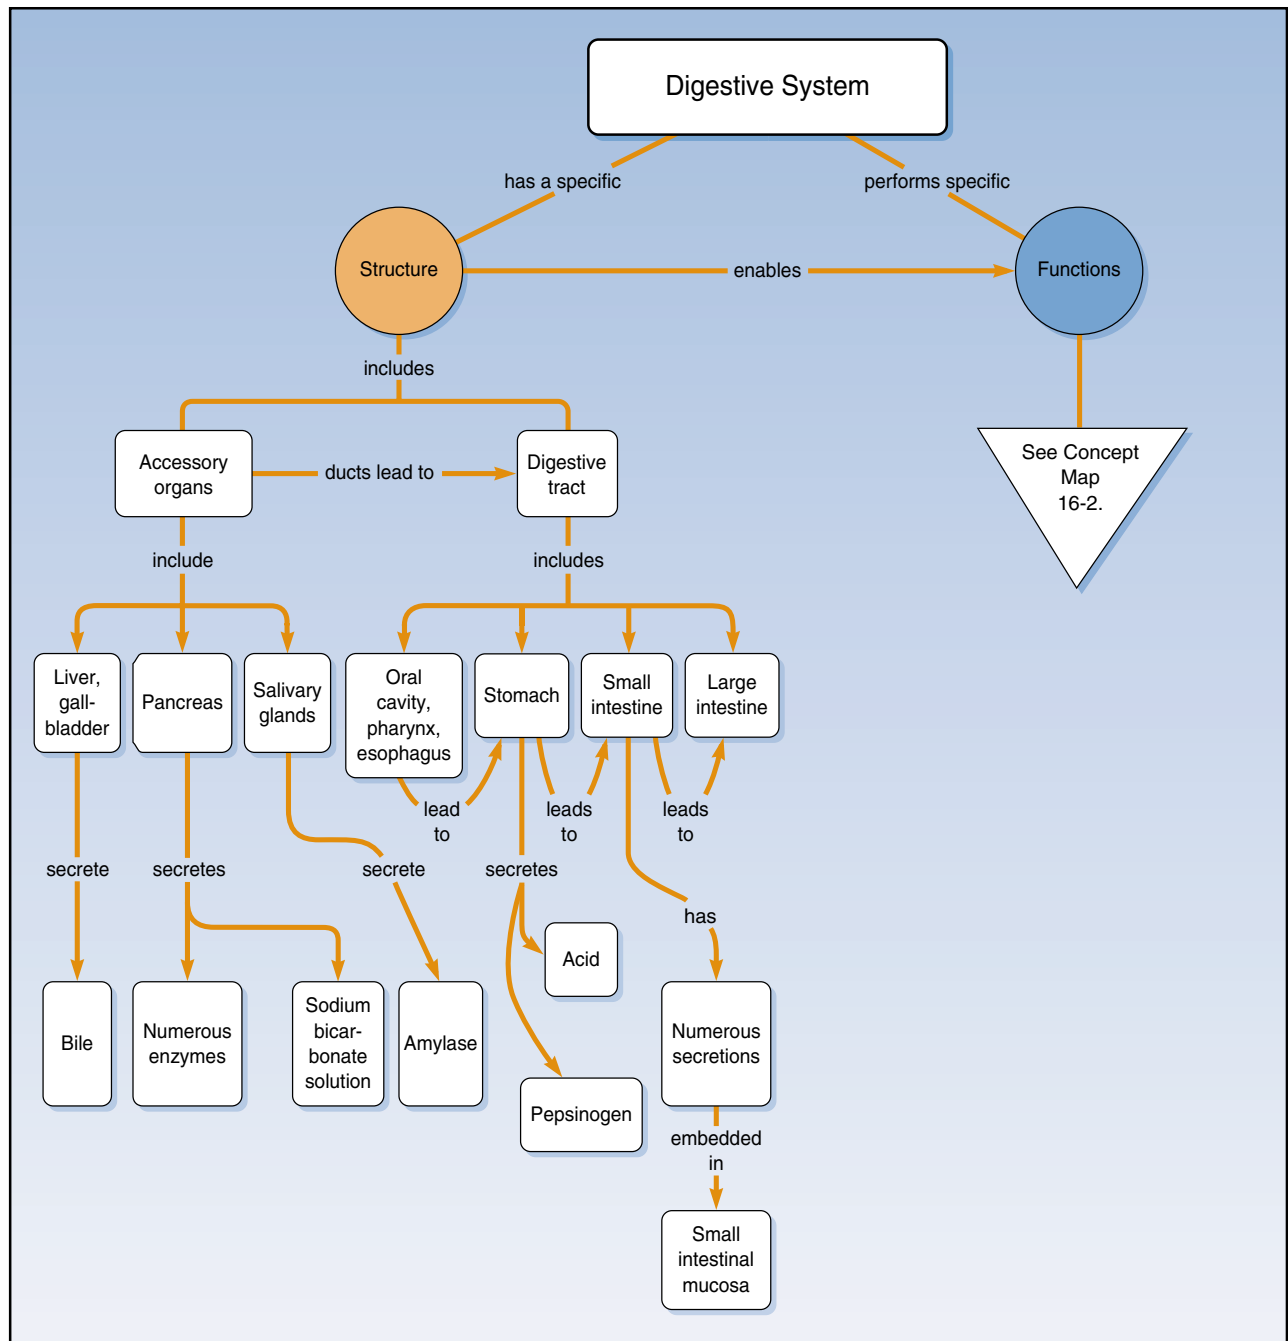 Digestive System
has a specific
performs specific
Structure
enables
Functions
includes
Accessory
organs
ducts lead to
Digestive
tract
See Concept
Map
16-2.
include
includes
Liver,
gall-
bladder
Pancreas
Salivary
glands
Oral
cavity,
pharynx,
esophagus
Stomach
Small
intestine
Large
intestine
lead
to
leads
to
leads
to
secrete
secretes
secrete
secretes
has
Acid
Bile
Numerous
enzymes
Sodium
bicar-
bonate
solution
Amylase
Numerous
secretions
Pepsinogen
embedded
in
Small
intestinal
mucosa